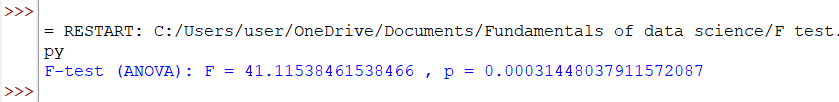 >>>
= RESTART: C:/Users/user/OneDrive/Documents/Fundamentals of data science/F test.
py
F-test (ANOVA): F = 41.11538461538466 , p = 0.00031448037911572087
>>>